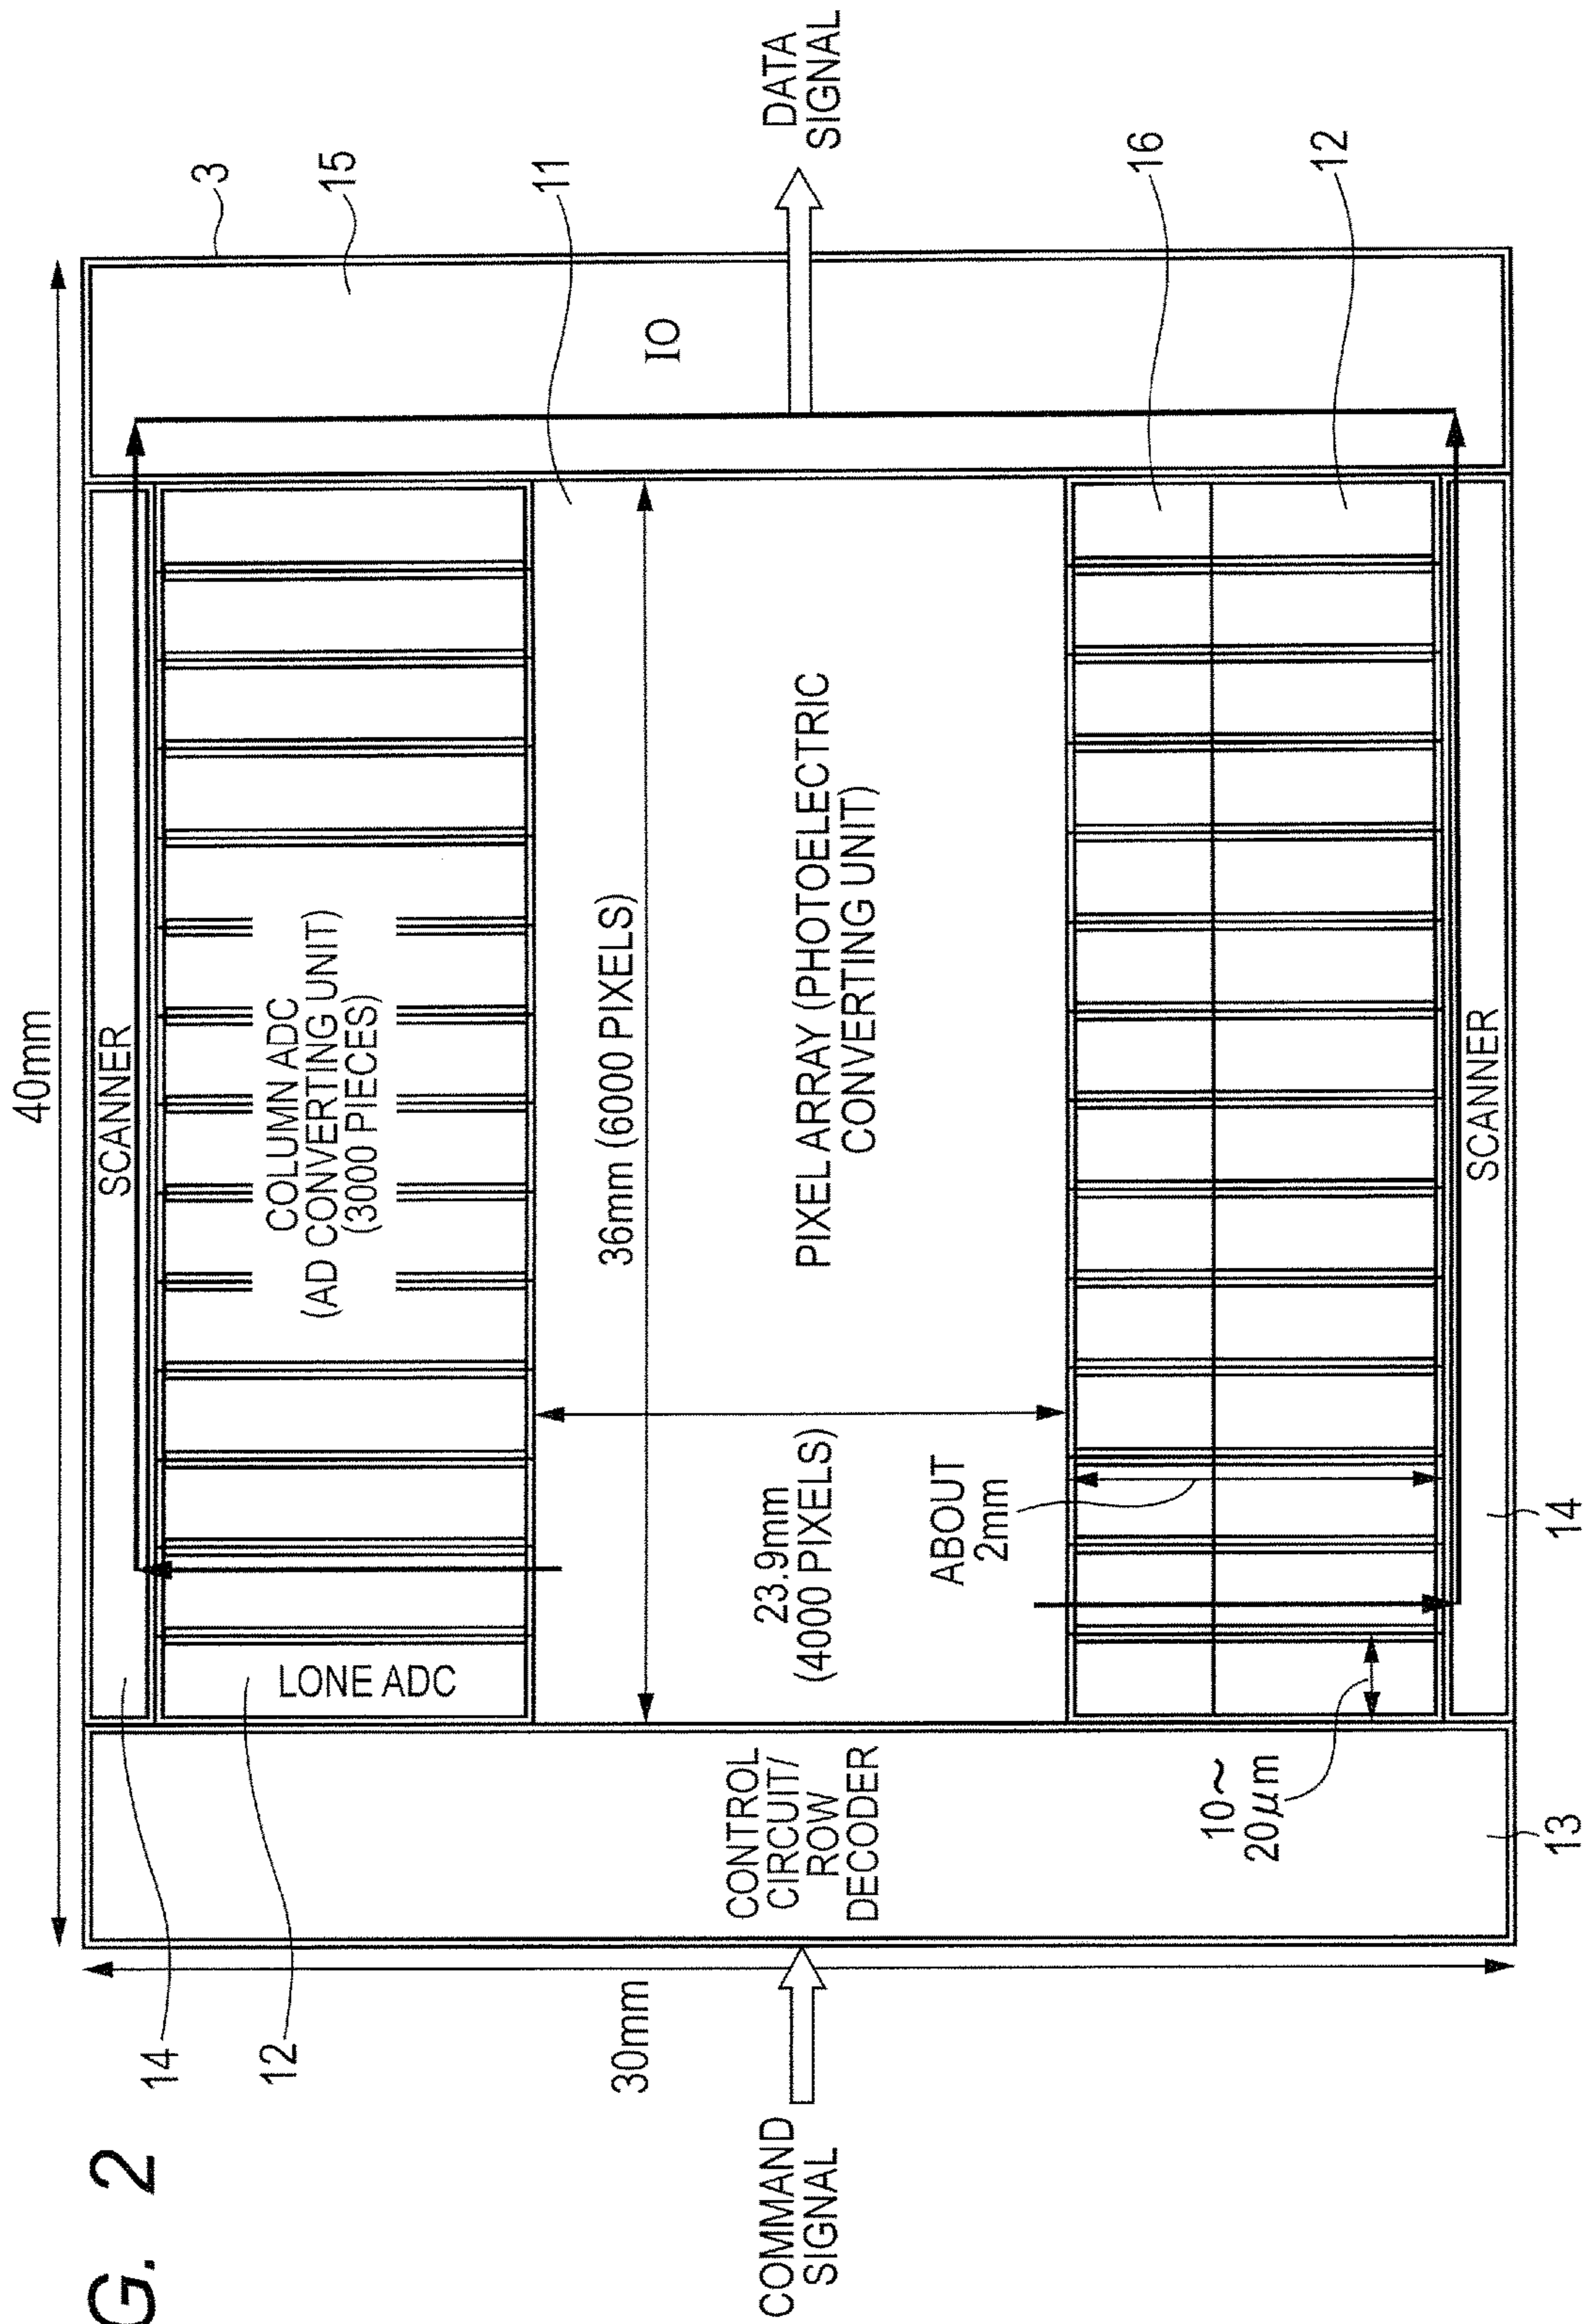 G. 2
40mm
30mm
COMMAND
SIGNAL
DATA
SIGNAL
3
15
11
16
12
14
12
14
13
SCANNER
COLUMN ADC
(AD CONVERTING UNIT)
(3000 PIECES)
LONE ADC
36mm (6000 PIXELS)
PIXEL ARRAY (PHOTOELECTRIC
CONVERTING UNIT)
23.9mm
(4000 PIXELS)
ABOUT
2mm
CONTROL
CIRCUIT/
ROW
DECODER
10~
20μm
IO
SCANNER